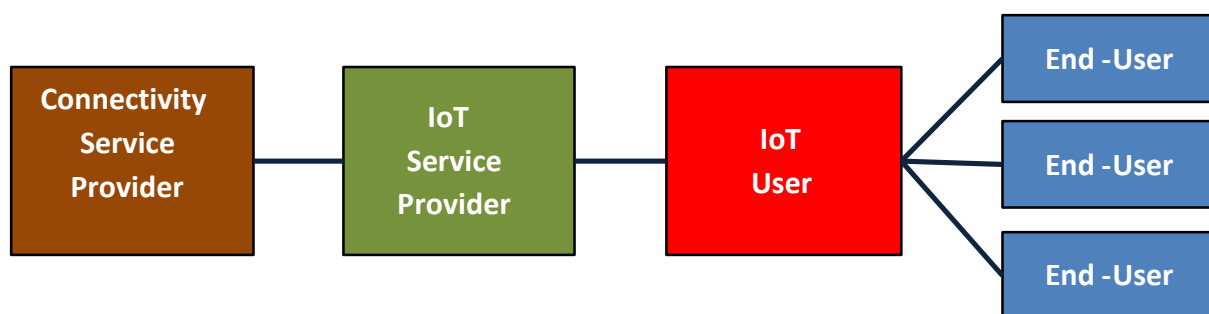 Connectivity
Service
Provider
IoT
Service
Provider
IoT
User
End -User
End -User
End -User